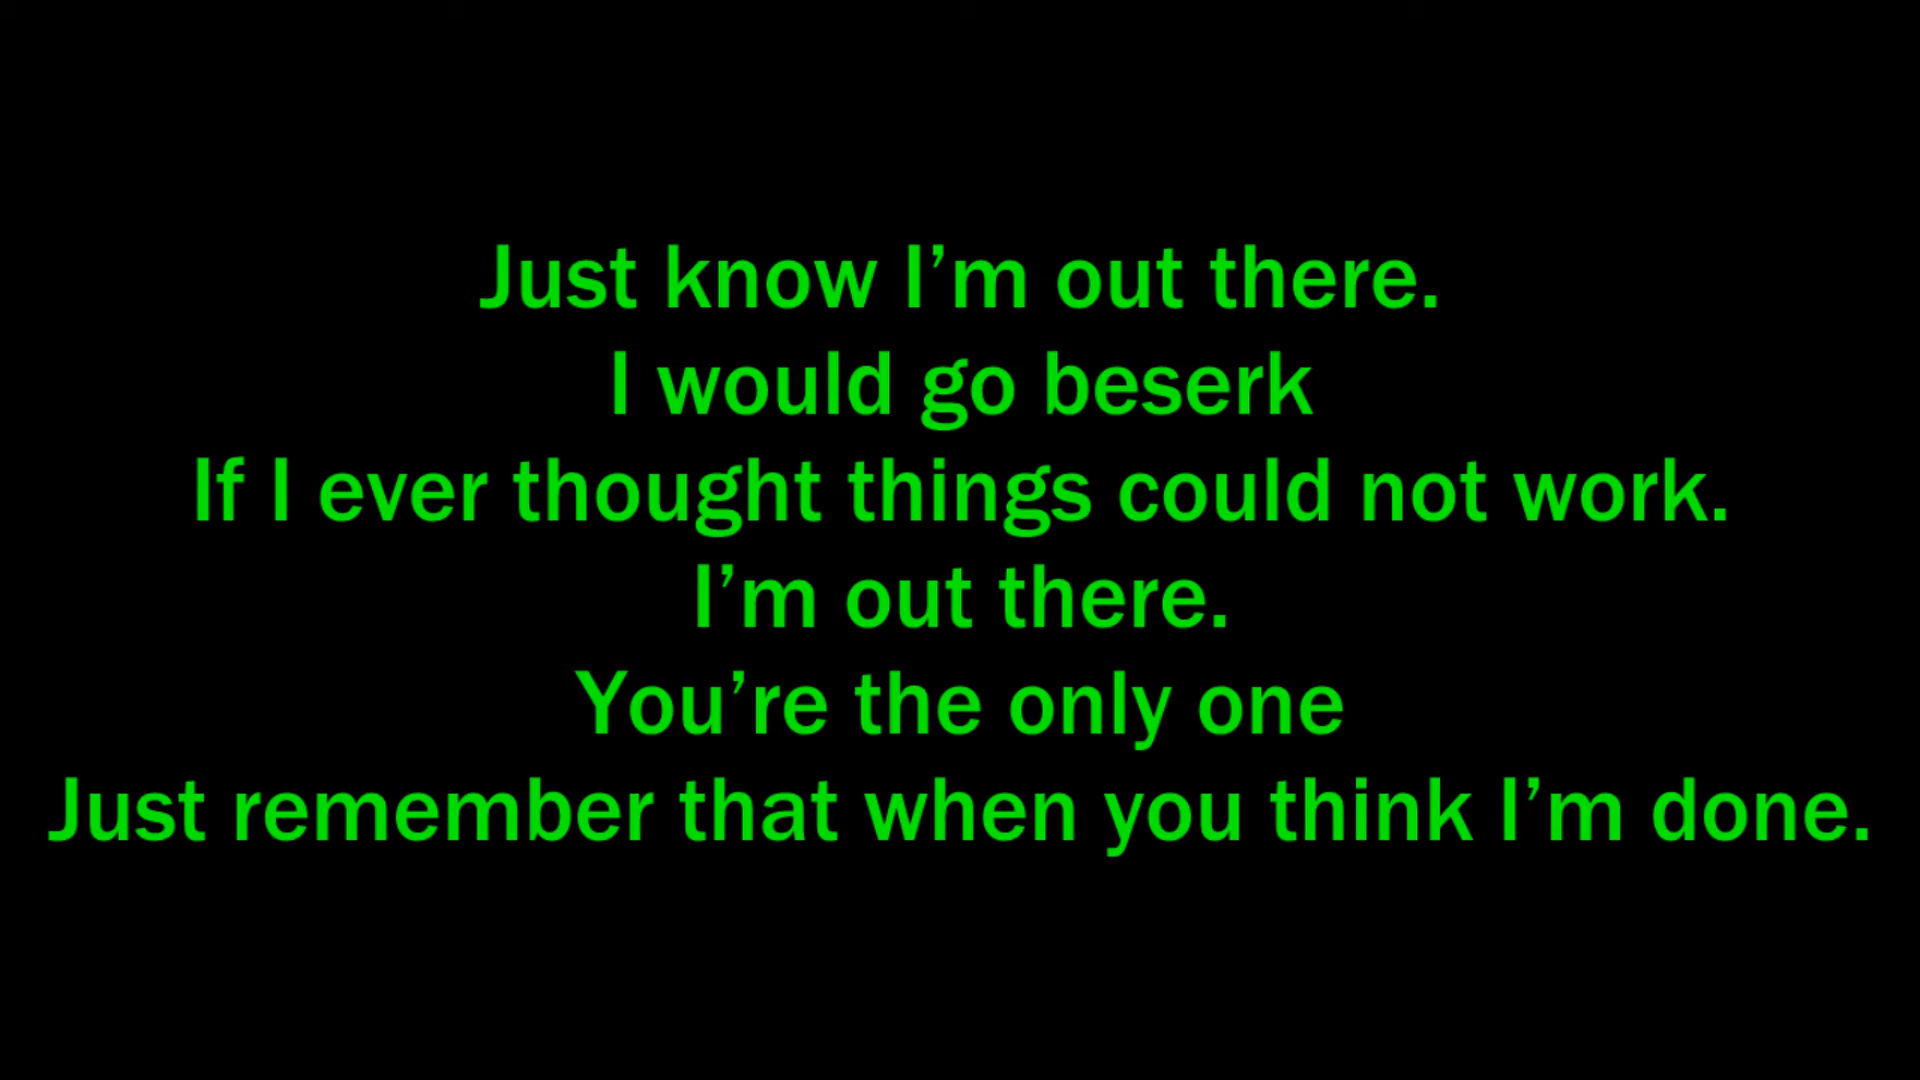 Just know I’m out there.
I would go beserk
If I ever thought things could not work.
I’m out there.
You’re the only one
Just remember that when you think I’m done.